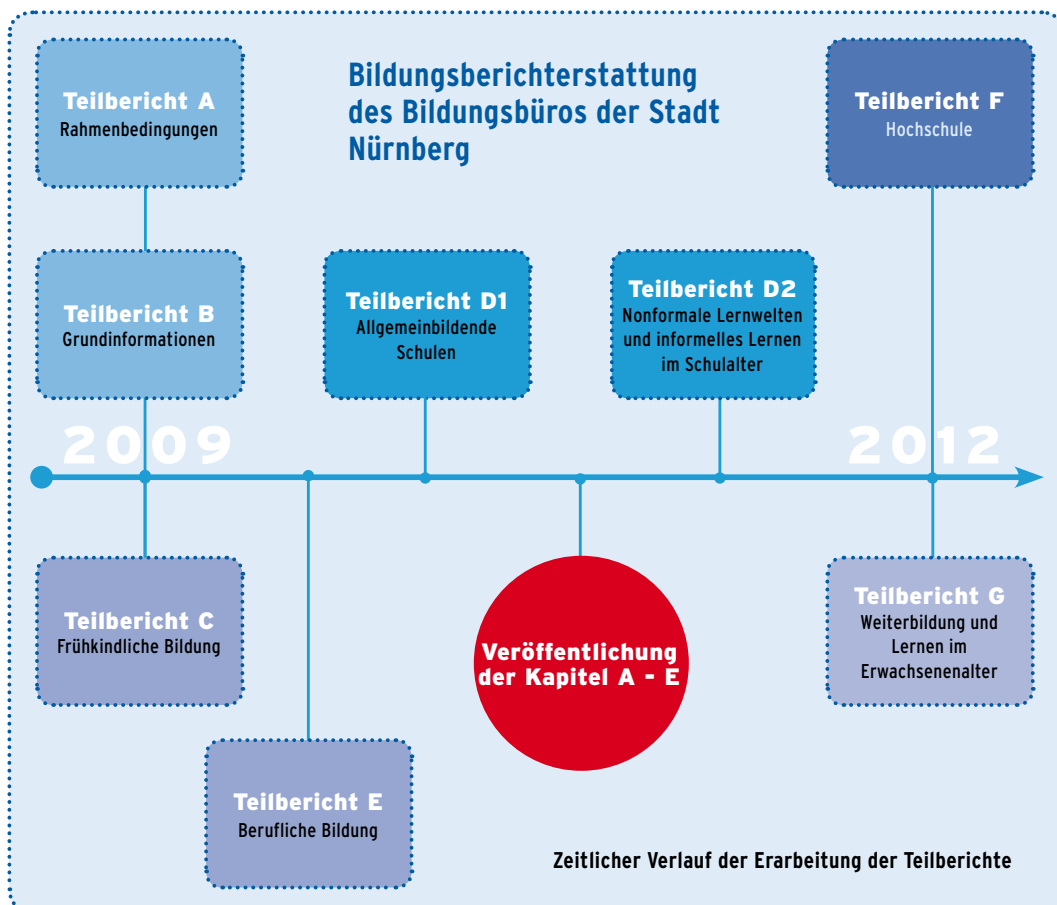 Bildungsberichterstattung
des Bildungsbüros der Stadt
Nürnberg
Teilbericht A
Rahmenbedingungen
Teilbericht F
Hochschule
Teilbericht B
Grundinformationen
Teilbericht D1
Allgemeinbildende
Schulen
Teilbericht D2
Nonformale Lernwelten
und informelles Lernen
im Schulalter
2009
2012
Teilbericht C
Frühkindliche Bildung
Veröffentlichung
der Kapitel A - E
Teilbericht G
Weiterbildung und
Lernen im
Erwachsenenalter
Teilbericht E
Berufliche Bildung
Zeitlicher Verlauf der Erarbeitung der Teilberichte